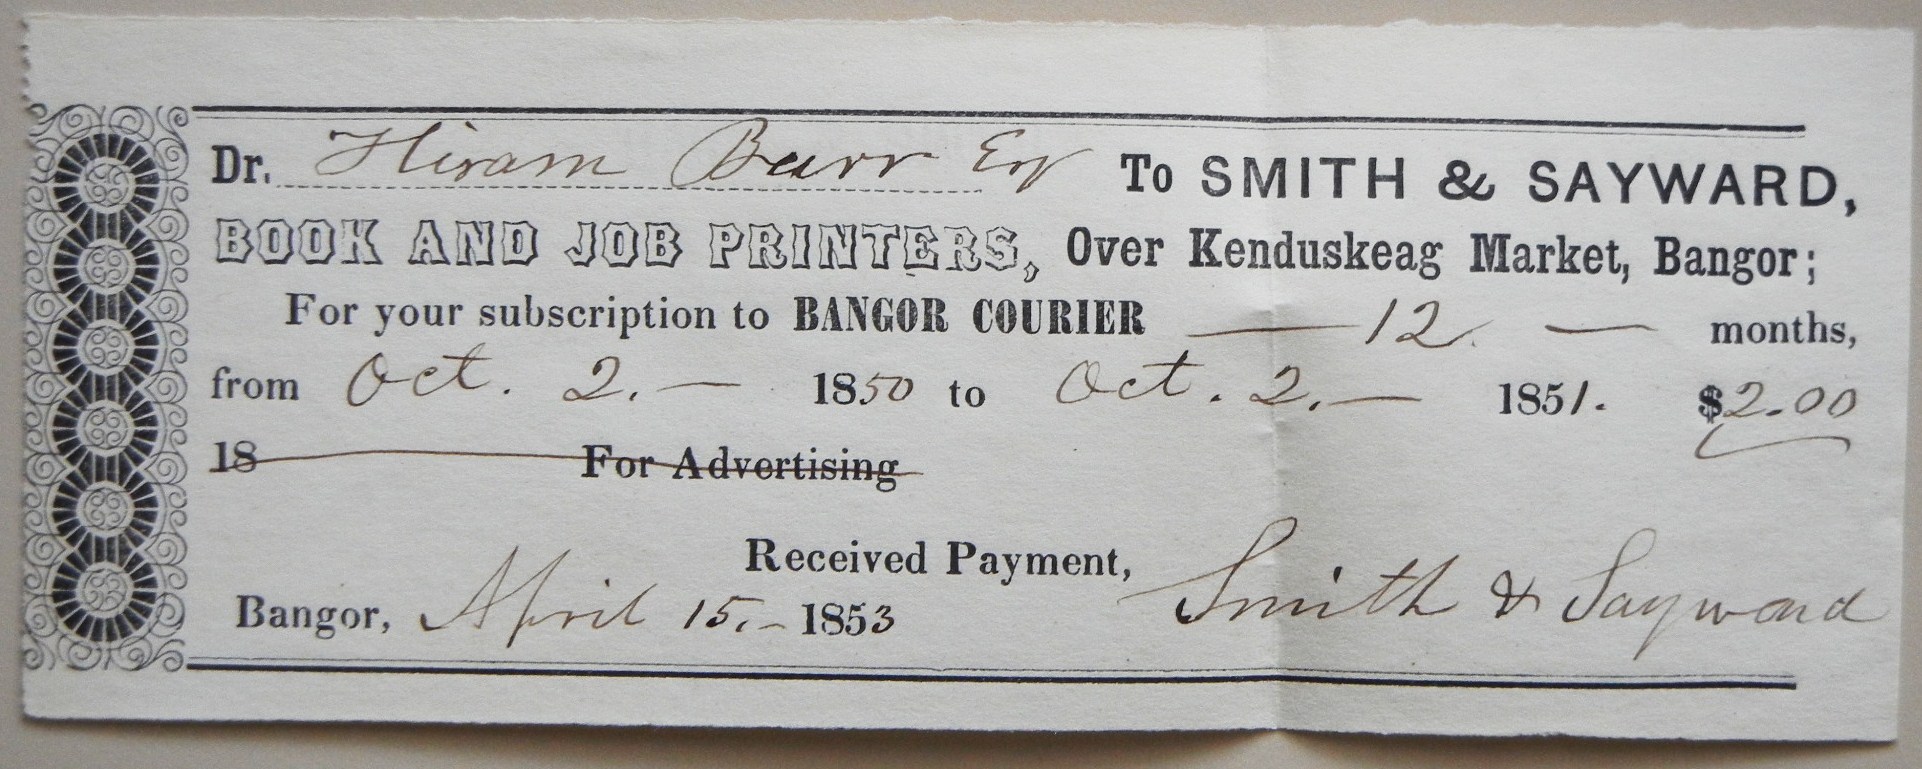 Dr. Hiram Burr Esq To SMITH & SAYWARD,
BOOK AND JOB PRINTERS, Over Kenduskeag Market, Bangor;
For your subscription to BANGOR COURIER — 12. — months,
from Oct. 2. — 1850 to Oct. 2. — 1851. $2.00
18 For Advertising
Received Payment,
Bangor, April 15. – 1853 Smith & Sayward